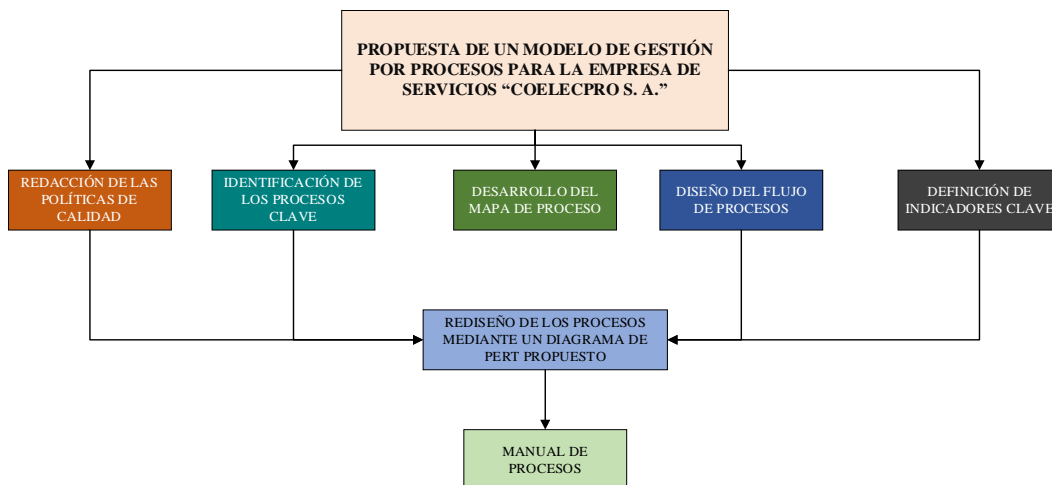 PROPUESTA DE UN MODELO DE GESTIÓN
POR PROCESOS PARA LA EMPRESA DE
SERVICIOS “COELECPRO S. A.”
REDACCIÓN DE LAS
POLÍTICAS DE
CALIDAD
IDENTIFICACIÓN DE
LOS PROCESOS CLAVE
DESARROLLO DEL
MAPA DE PROCESO
DISEÑO DEL FLUJO
DE PROCESOS
DEFINICIÓN DE
INDICADORES CLAVE
REDISEÑO DE LOS PROCESOS
MEDIANTE UN DIAGRAMA DE
PERT PROPUESTO
MANUAL DE
PROCESOS